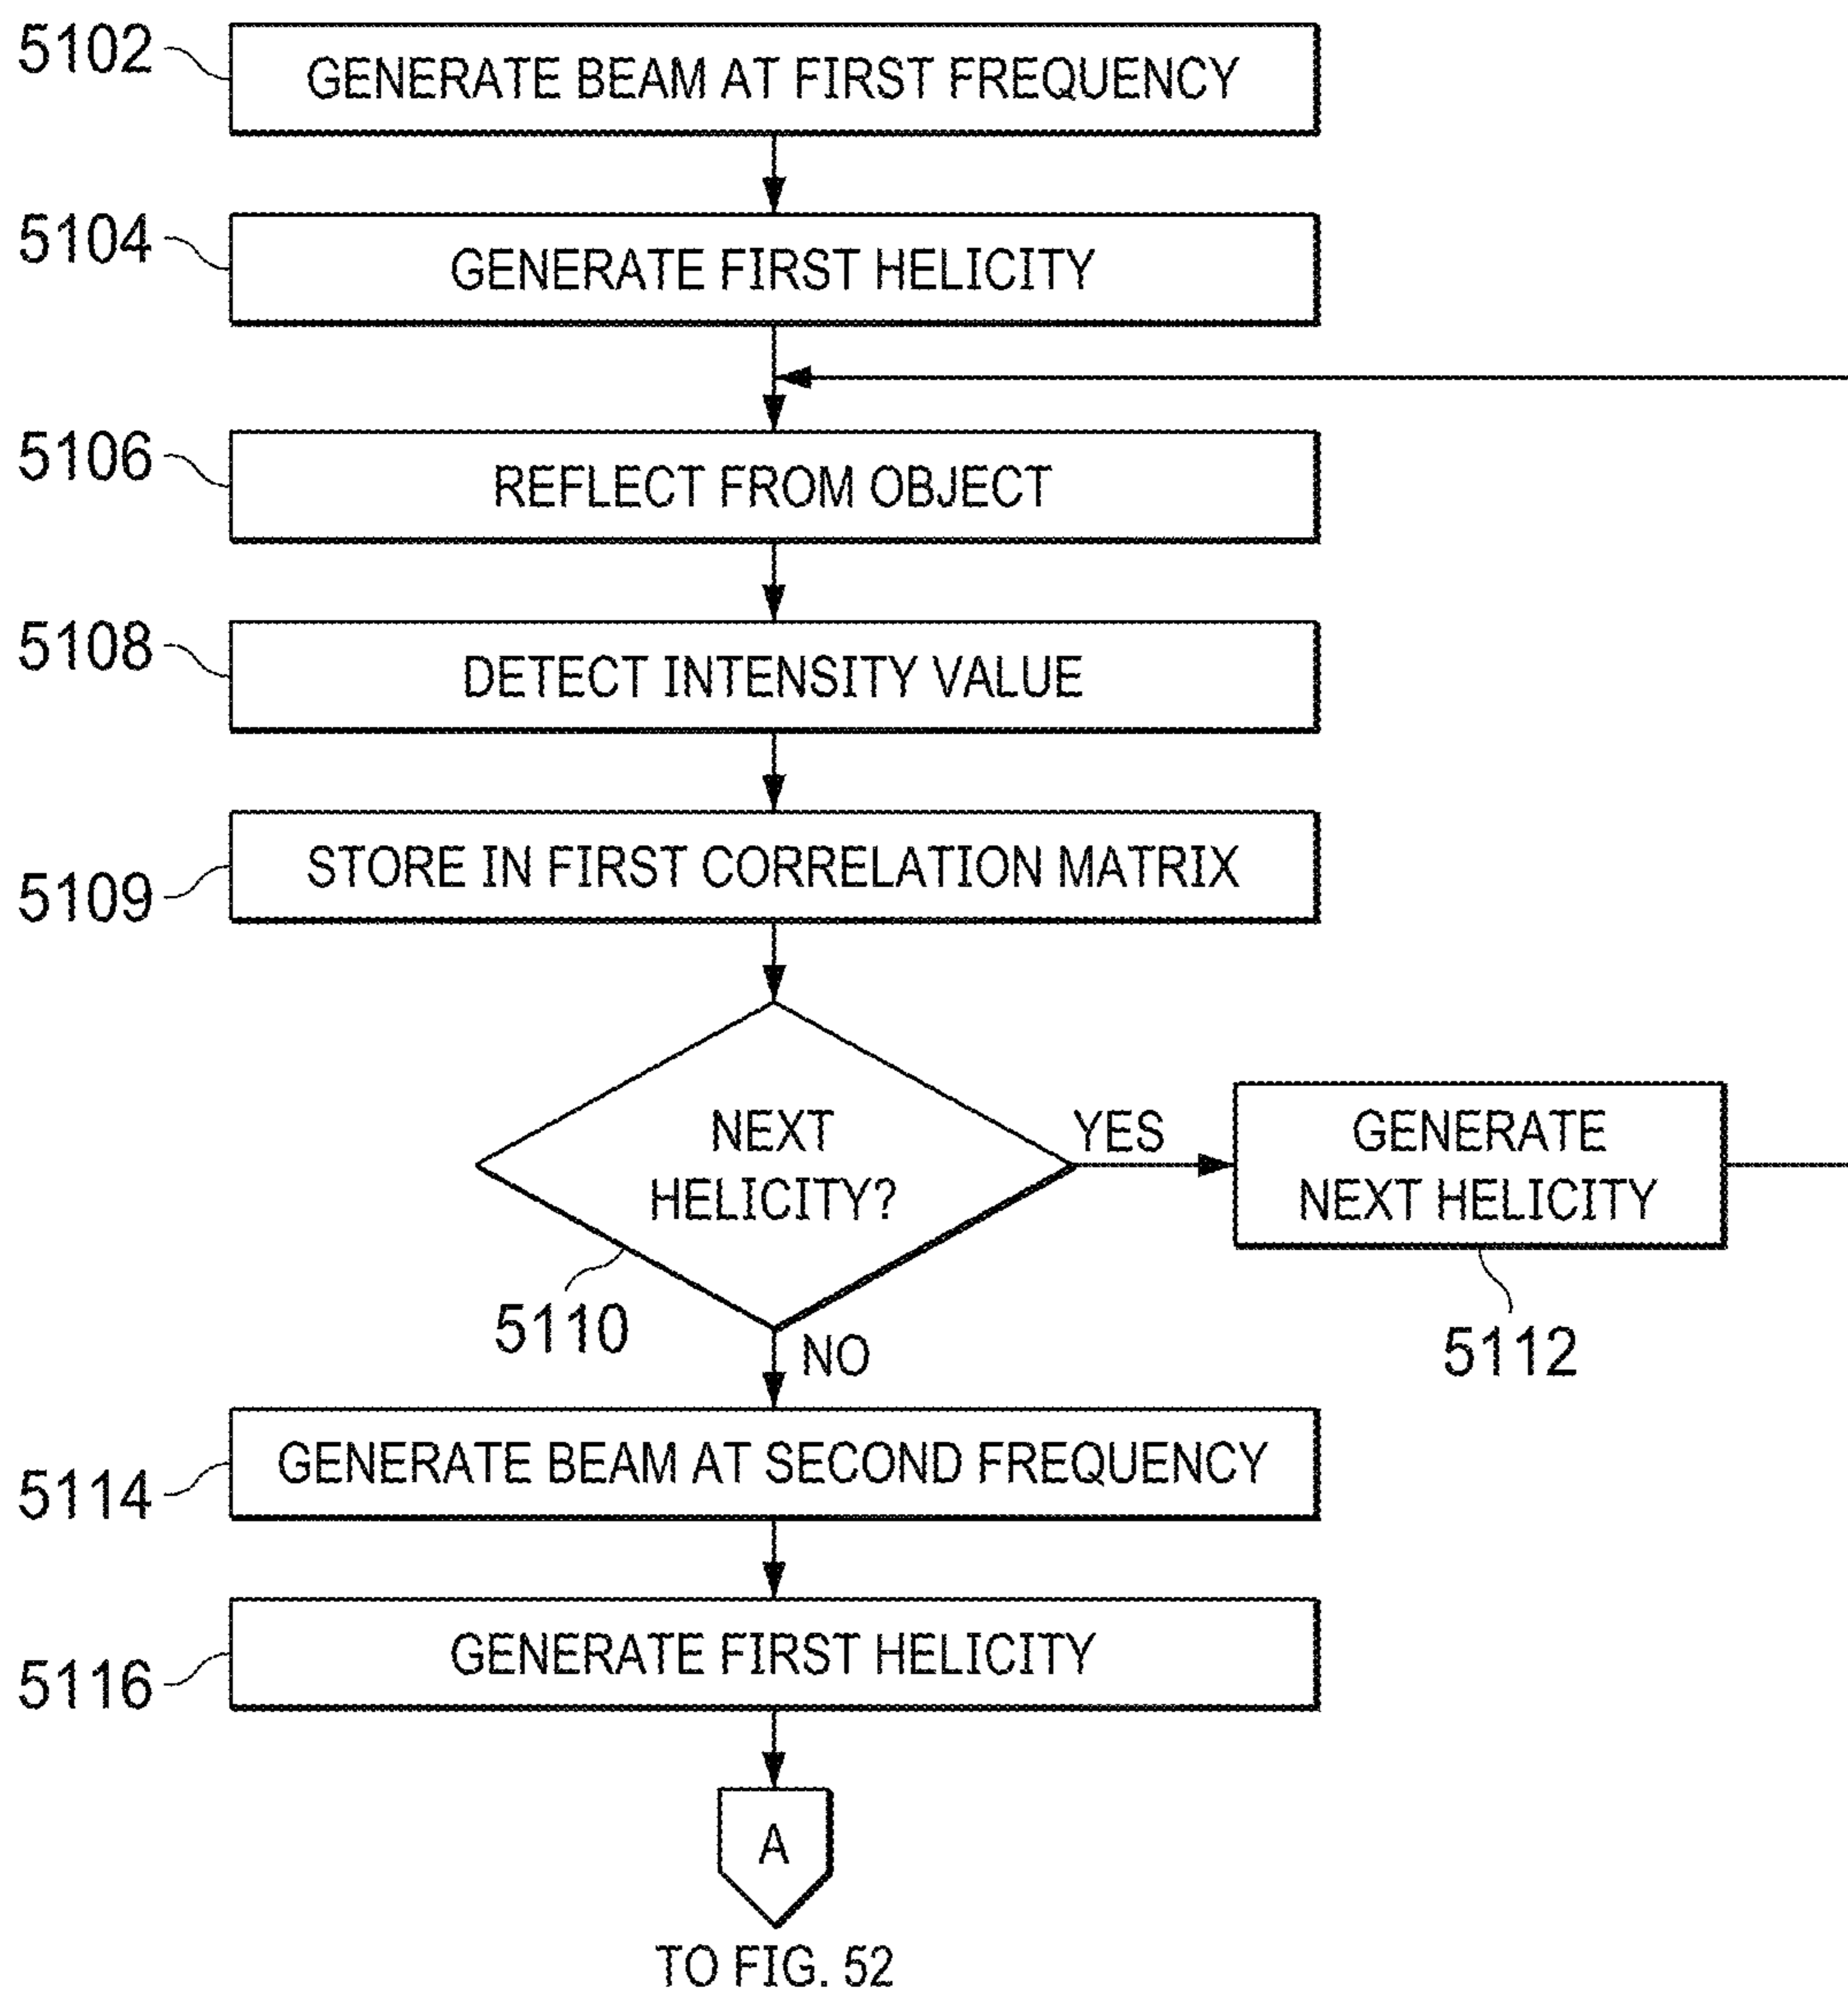 5102
GENERATE BEAM AT FIRST FREQUENCY
5104
GENERATE FIRST HELICITY
5106
REFLECT FROM OBJECT
5108
DETECT INTENSITY VALUE
5109
STORE IN FIRST CORRELATION MATRIX
NEXT
HELICITY?
YES
GENERATE
NEXT HELICITY
5110
NO
5112
5114
GENERATE BEAM AT SECOND FREQUENCY
5116
GENERATE FIRST HELICITY
A
TO FIG. 52